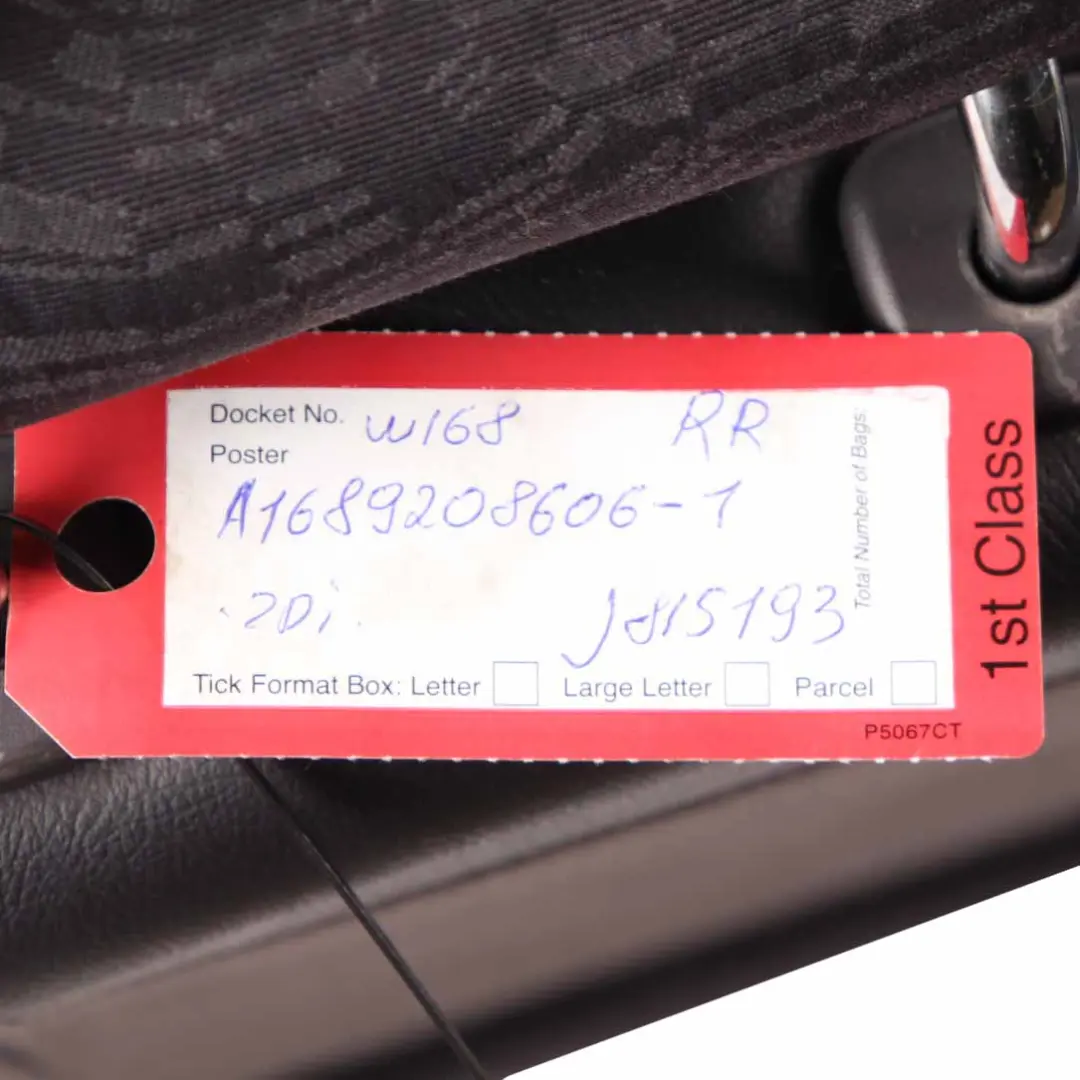 Docket No. W168 RR
Poster
A1689208606-1
2Di J815193
Tick Format Box: Letter Large Letter Parcel
Total Number of Bags:
1st Class
P5067CT